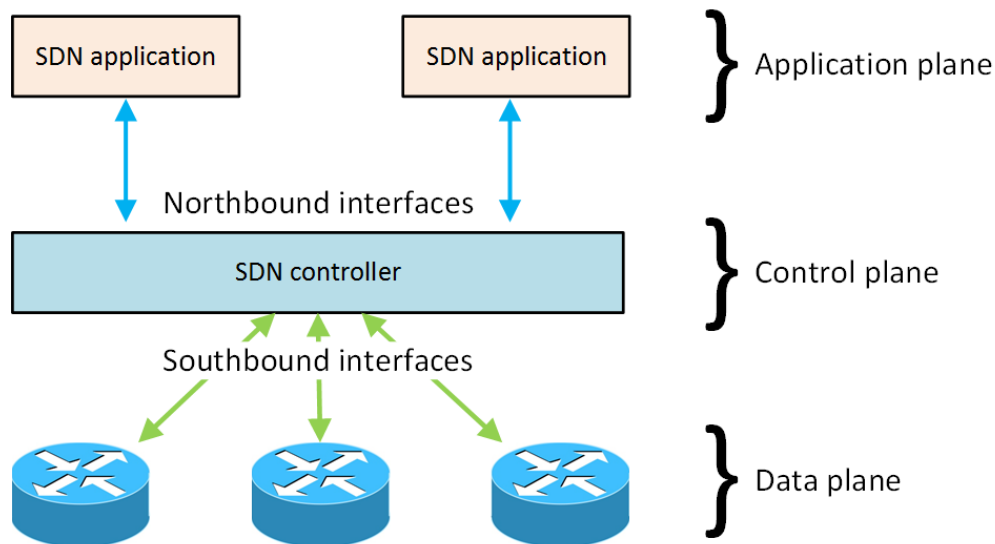 SDN application
SDN application
Application plane
Northbound interfaces
SDN controller
Control plane
Southbound interfaces
Data plane